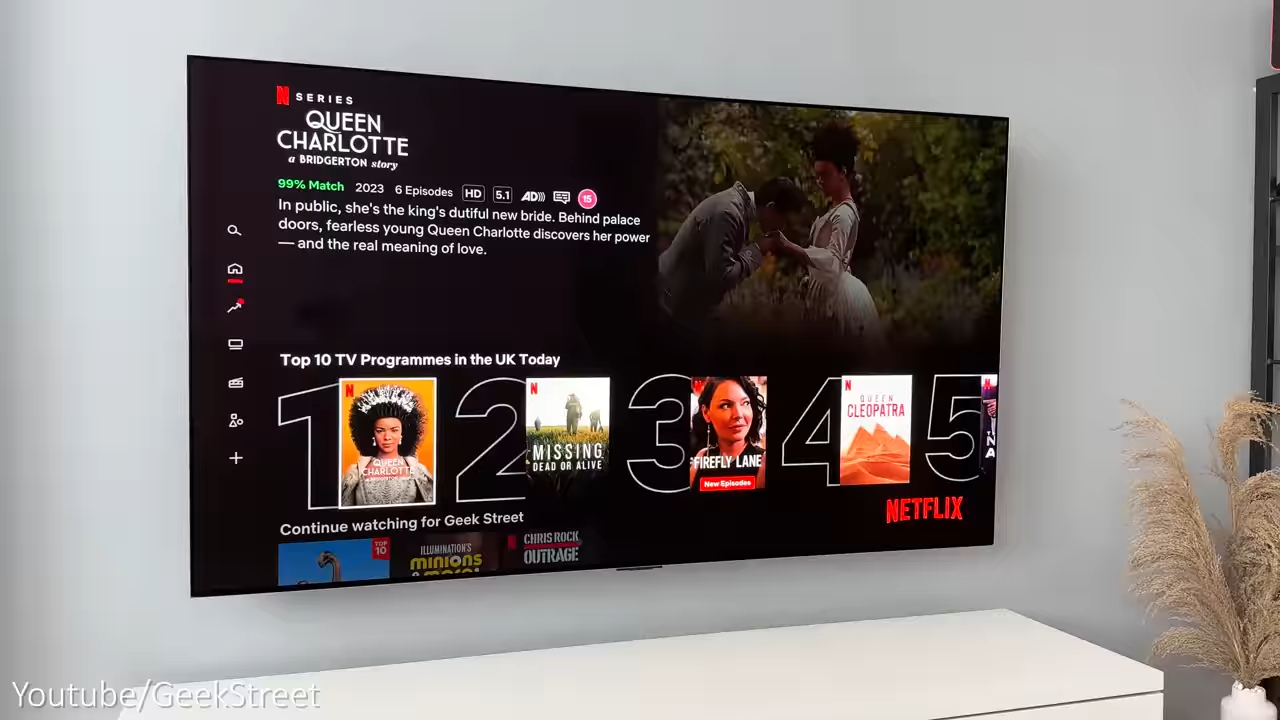 N SERIES
QUEEN
CHARLOTTE
a BRIDGERTON story
99% Match 2023 6 Episodes HD 5.1 AD 15
In public, she's the king's dutiful new bride. Behind palace
doors, fearless young Queen Charlotte discovers her power
— and the real meaning of love.
Top 10 TV Programmes in the UK Today
1 2 3 4 5
N
QUEEN
CHARLOTTE
N
MISSING
DEAD OR ALIVE
N
FIREFLY LANE
New Episodes
N
QUEEN
CLEOPATRA
N
NETFLIX
Continue watching for Geek Street
TOP
10
ILLUMINATION'S
MINIONS
N
CHRIS ROCK
OUTRAGE
Youtube/GeekStreet